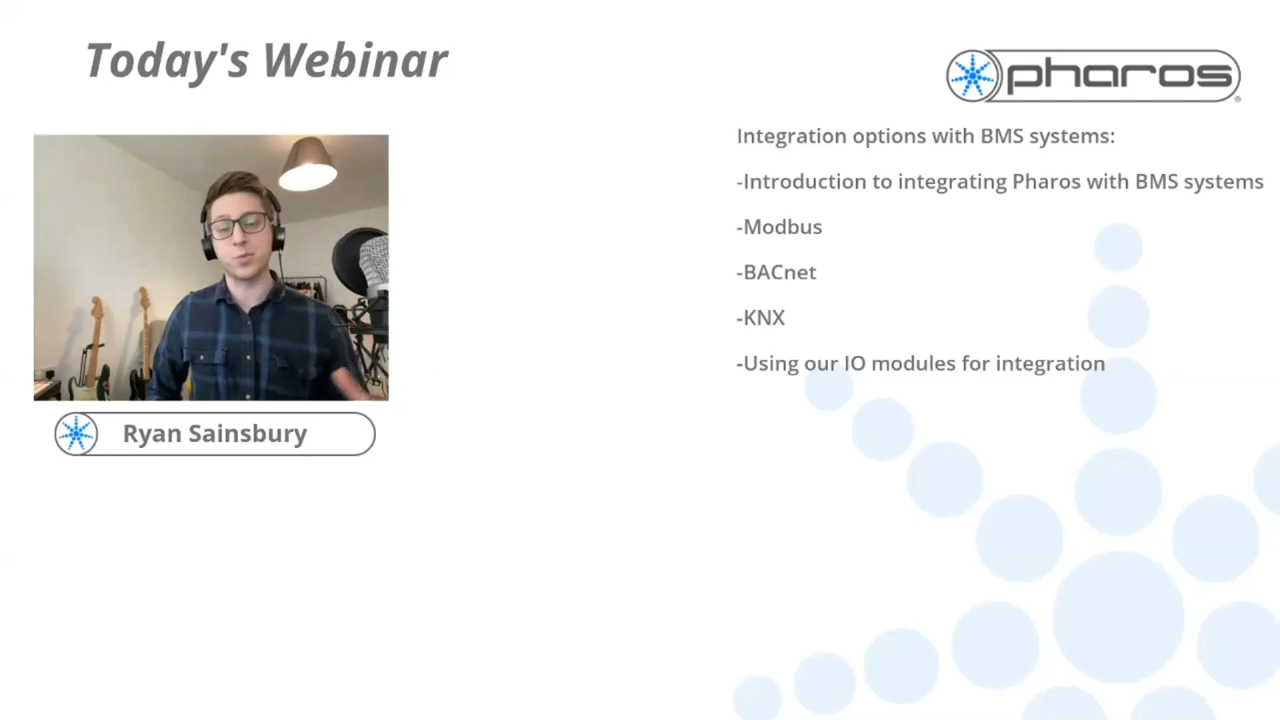 Today's Webinar
pharos
Integration options with BMS systems:
-Introduction to integrating Pharos with BMS systems
-Modbus
-BACnet
-KNX
-Using our IO modules for integration
Ryan Sainsbury